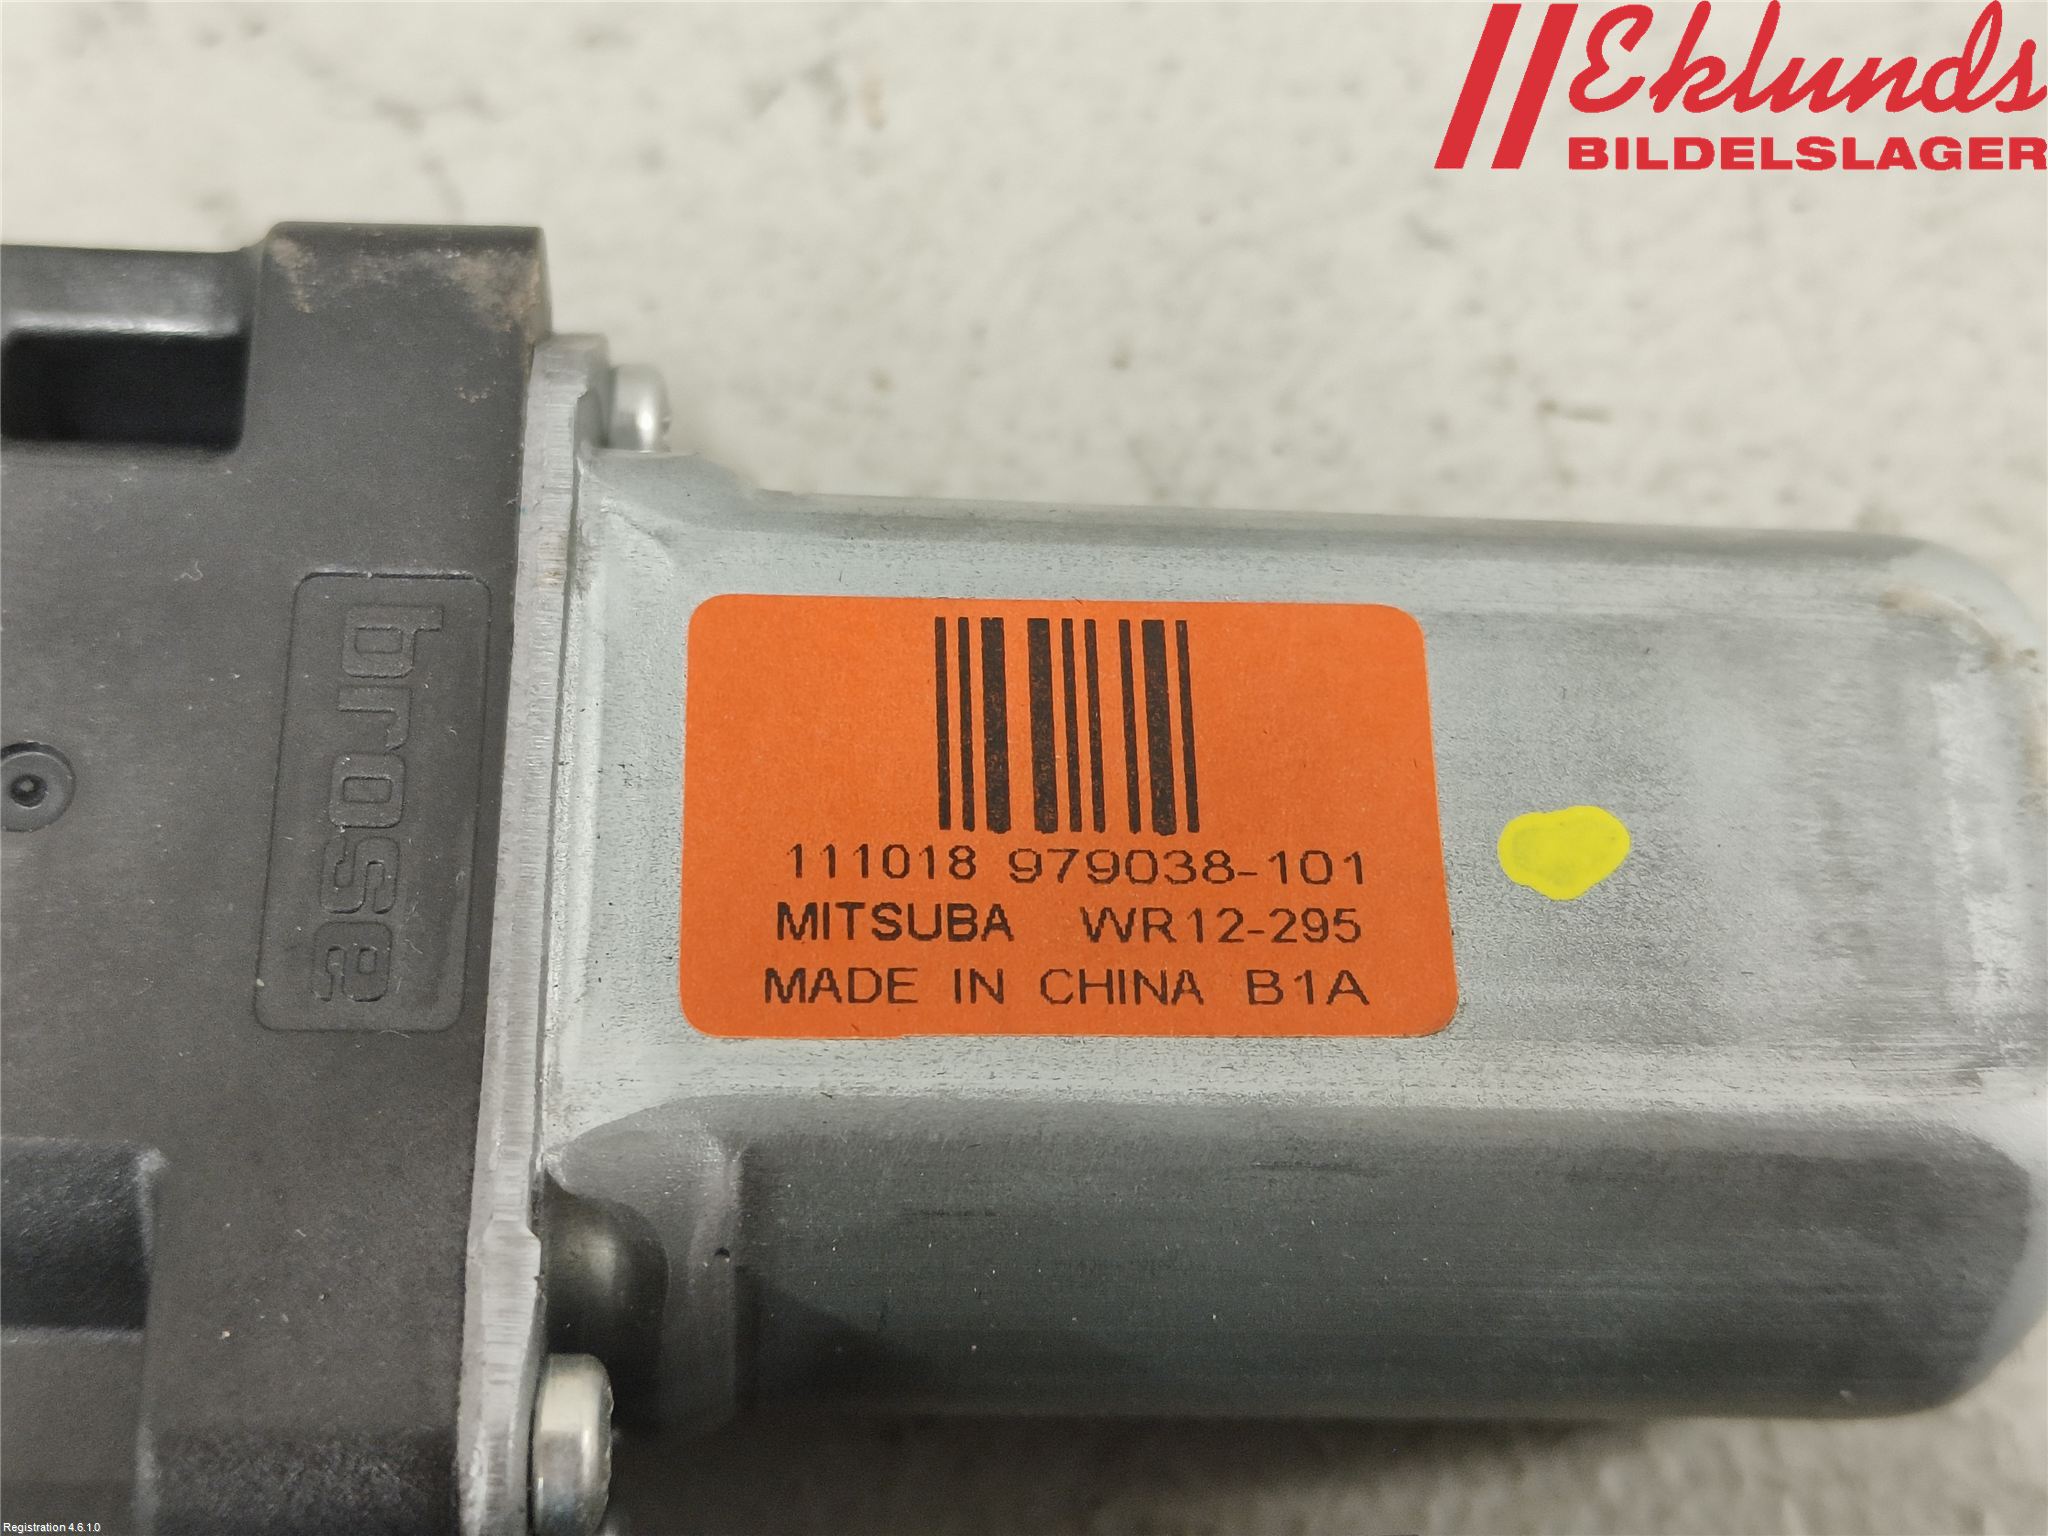 Eklunds
BILDELSLAGER
brose
111018 979038-101
MITSUBA WR12-295
MADE IN CHINA B1A
Registration 4.6.1.0